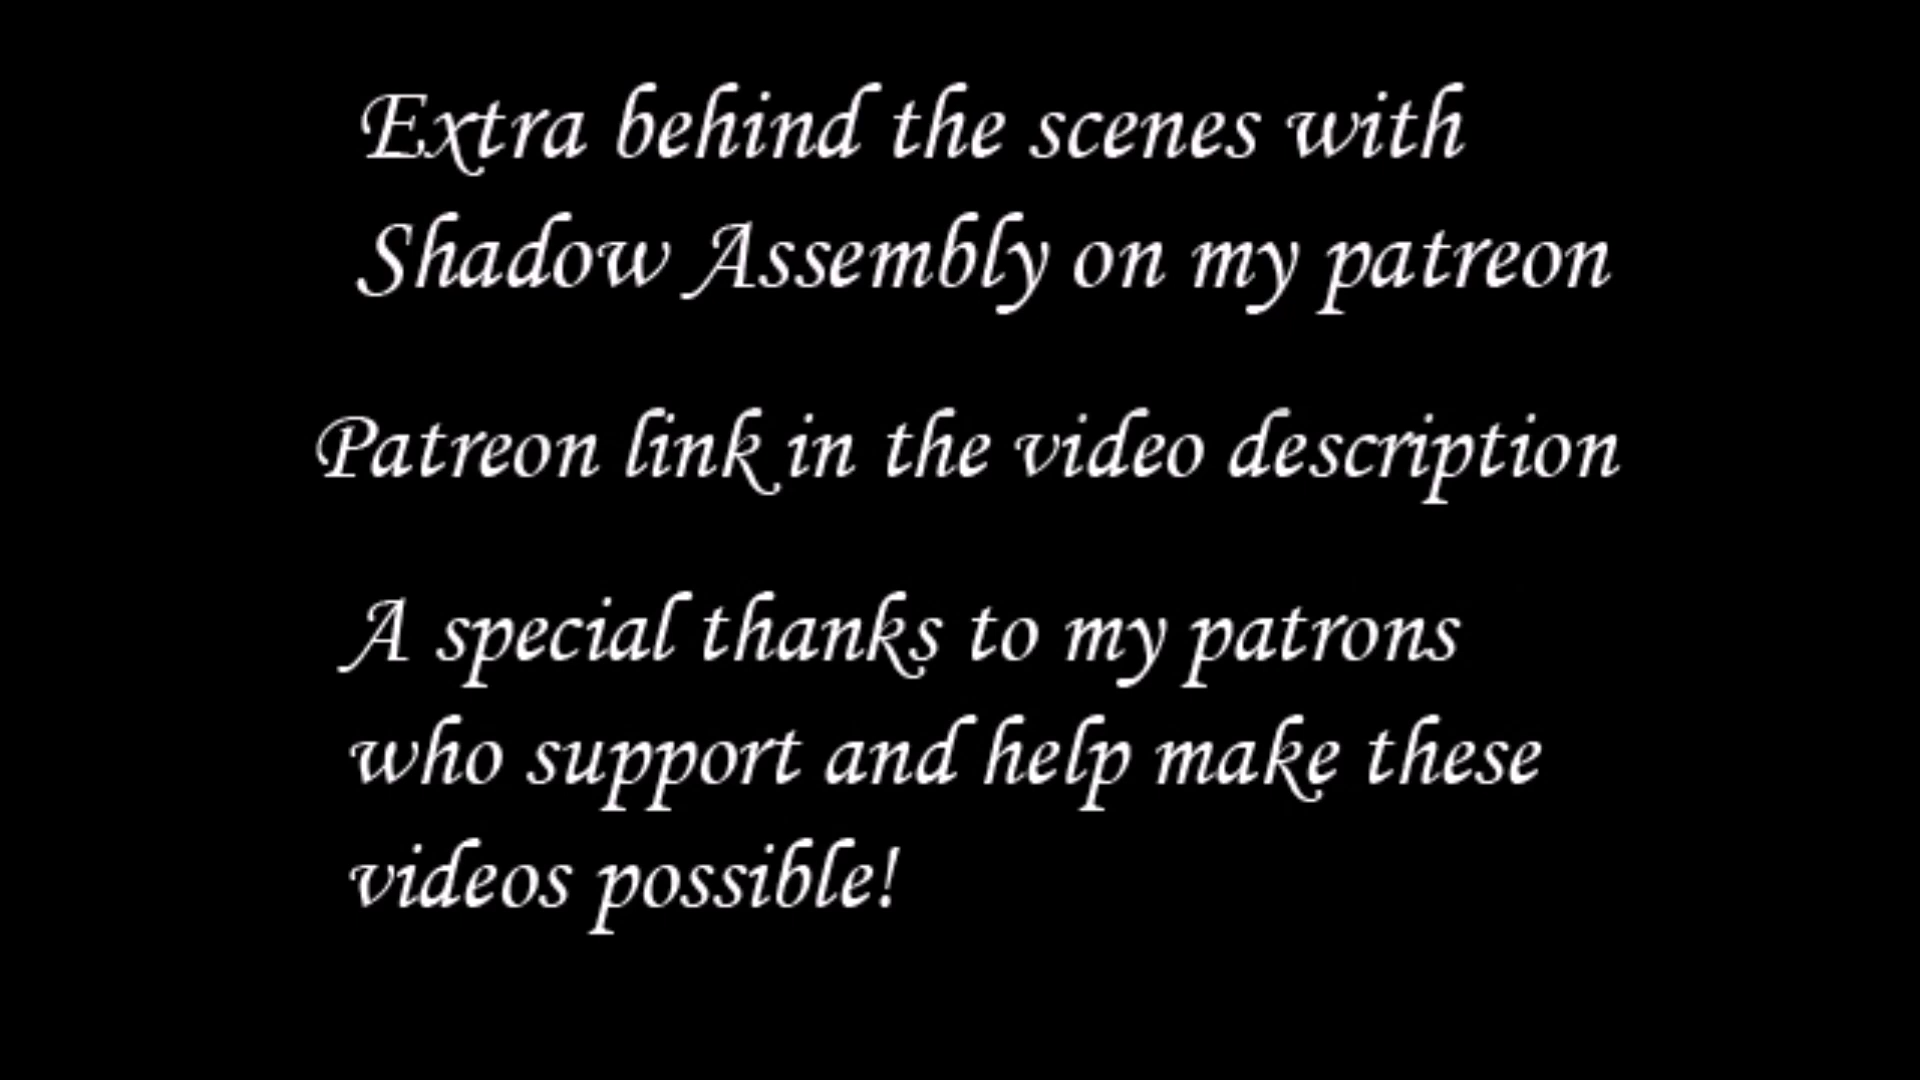 Extra behind the scenes with
Shadow Assembly on my patreon
Patreon link in the video description
A special thanks to my patrons
who support and help make these
videos possible!